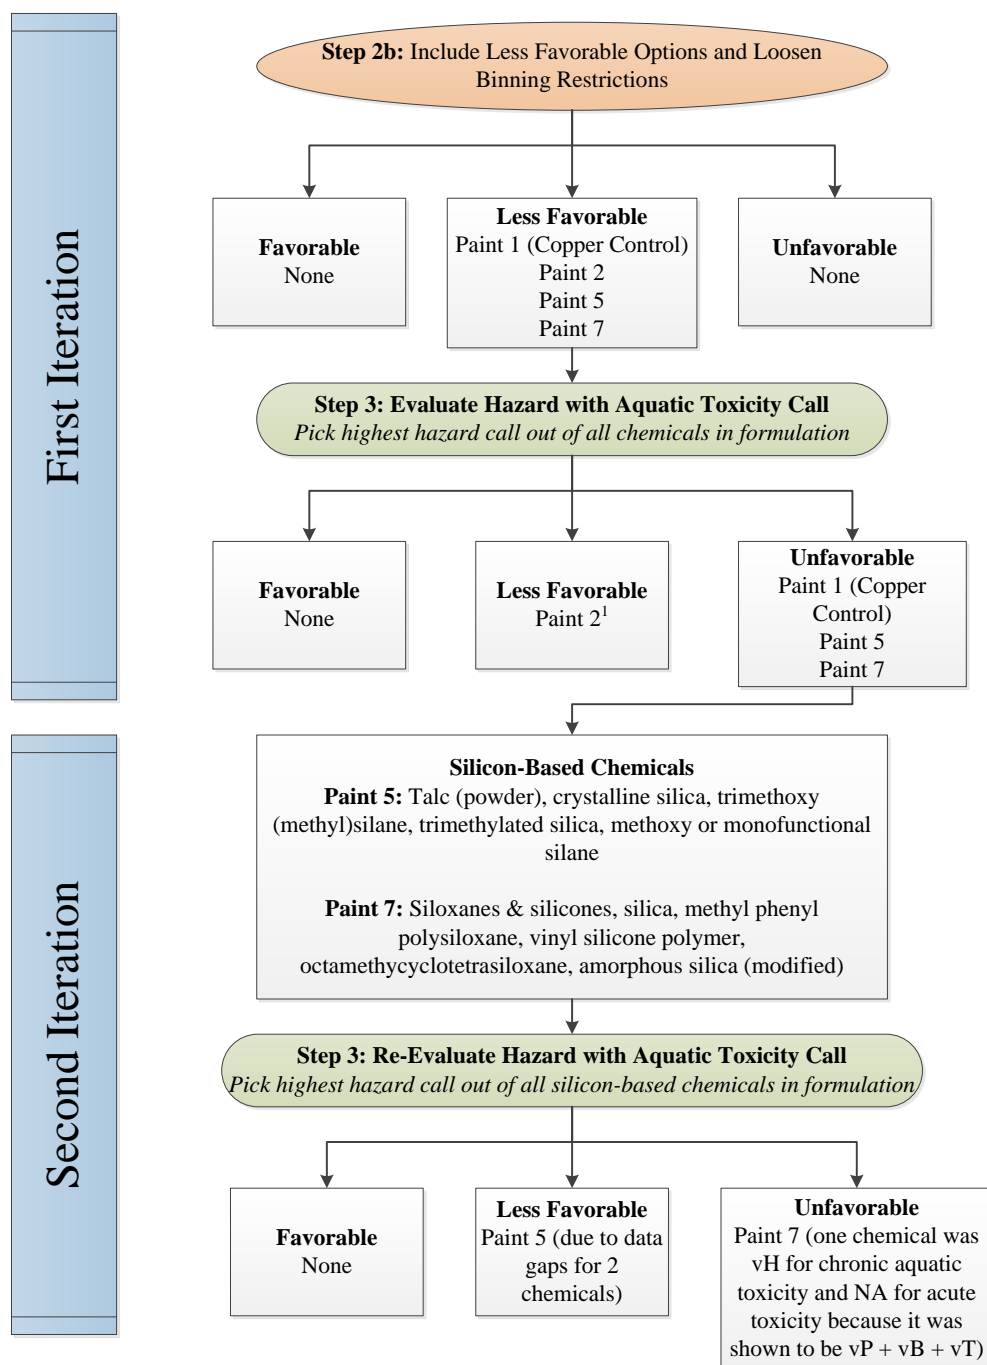 First Iteration
Step 2b: Include Less Favorable Options and Loosen
Binning Restrictions
Favorable
None
Less Favorable
Paint 1 (Copper Control)
Paint 2
Paint 5
Paint 7
Unfavorable
None
Step 3: Evaluate Hazard with Aquatic Toxicity Call
Pick highest hazard call out of all chemicals in formulation
Favorable
None
Less Favorable
Paint 2¹
Unfavorable
Paint 1 (Copper
Control)
Paint 5
Paint 7
Second Iteration
Silicon-Based Chemicals
Paint 5: Talc (powder), crystalline silica, trimethoxy
(methyl)silane, trimethylated silica, methoxy or monofunctional
silane
Paint 7: Siloxanes & silicones, silica, methyl phenyl
polysiloxane, vinyl silicone polymer,
octamethycyclotetrasiloxane, amorphous silica (modified)
Step 3: Re-Evaluate Hazard with Aquatic Toxicity Call
Pick highest hazard call out of all silicon-based chemicals in formulation
Favorable
None
Less Favorable
Paint 5 (due to data
gaps for 2
chemicals)
Unfavorable
Paint 7 (one chemical was
vH for chronic aquatic
toxicity and NA for acute
toxicity because it was
shown to be vP + vB + vT)